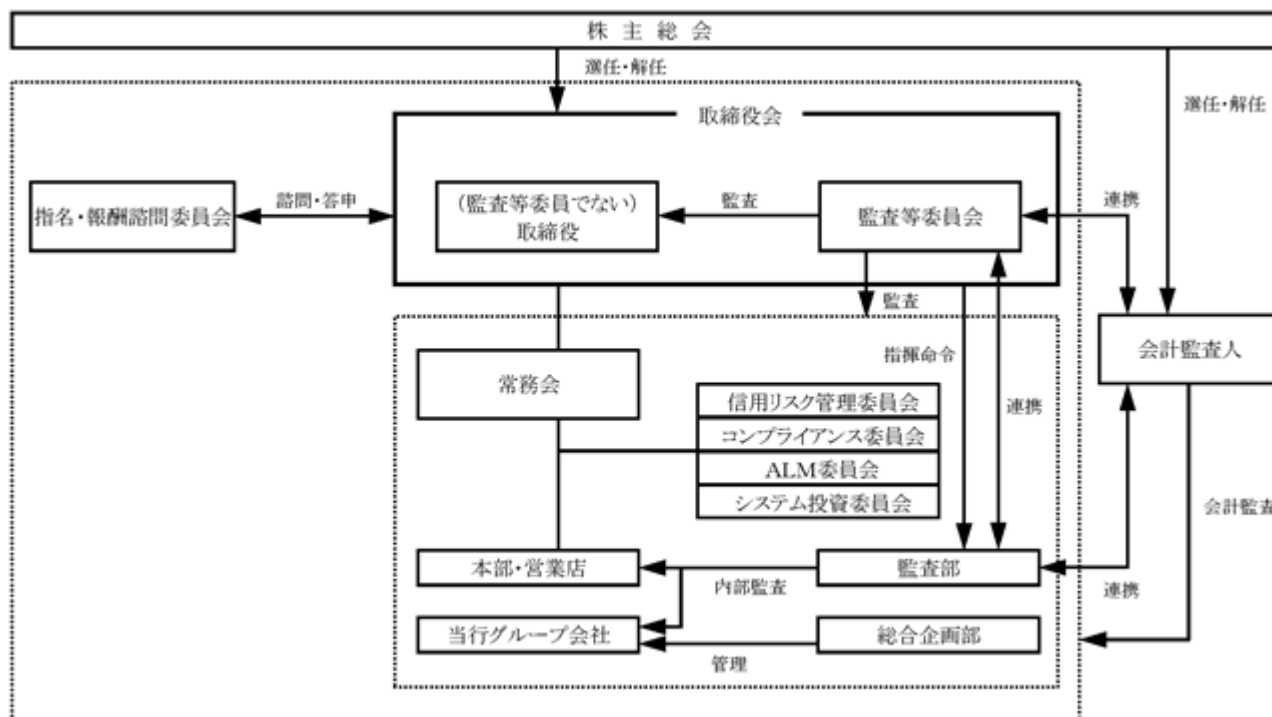 株主総会
選任・解任
選任・解任
取締役会
指名・報酬諮問委員会
諮問・答申
(監査等委員でない)
取締役
監査
監査等委員会
連携
監査
指揮命令
連携
会計監査人
常務会
信用リスク管理委員会
コンプライアンス委員会
ALM委員会
システム投資委員会
会計監査
本部・営業店
内部監査
監査部
連携
当行グループ会社
管理
総合企画部